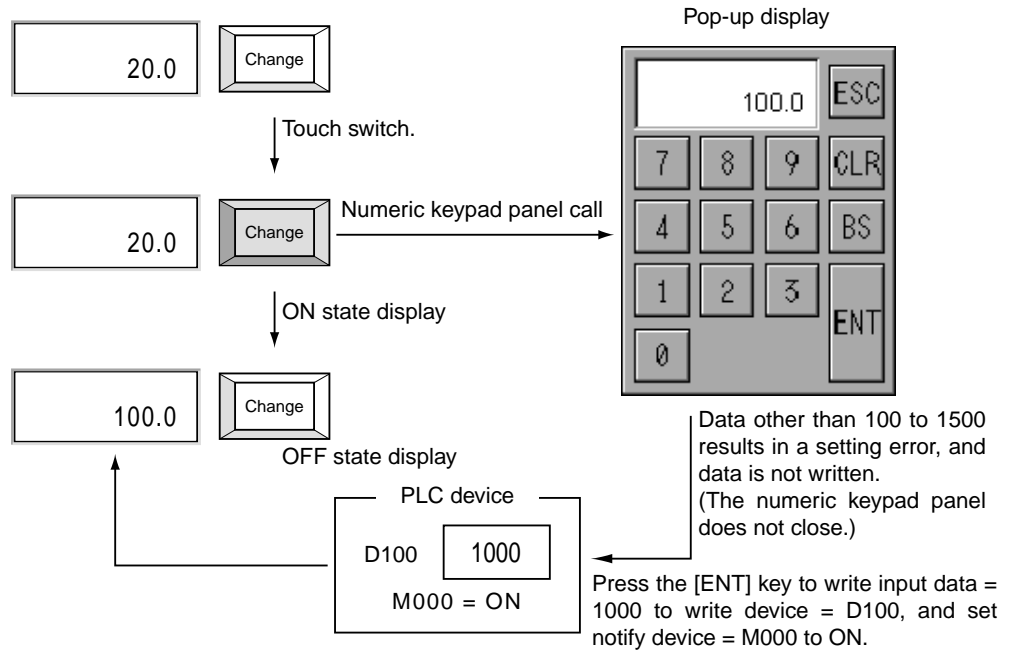 Pop-up display
20.0
Change
100.0
ESC
Touch switch.
7 8 9 CLR
20.0
Change
Numeric keypad panel call
4 5 6 BS
ON state display
1 2 3
ENT
0
100.0
Change
OFF state display
Data other than 100 to 1500
results in a setting error, and
data is not written.
(The numeric keypad panel
does not close.)
PLC device
D100 1000
M000 = ON
Press the [ENT] key to write input data =
1000 to write device = D100, and set
notify device = M000 to ON.